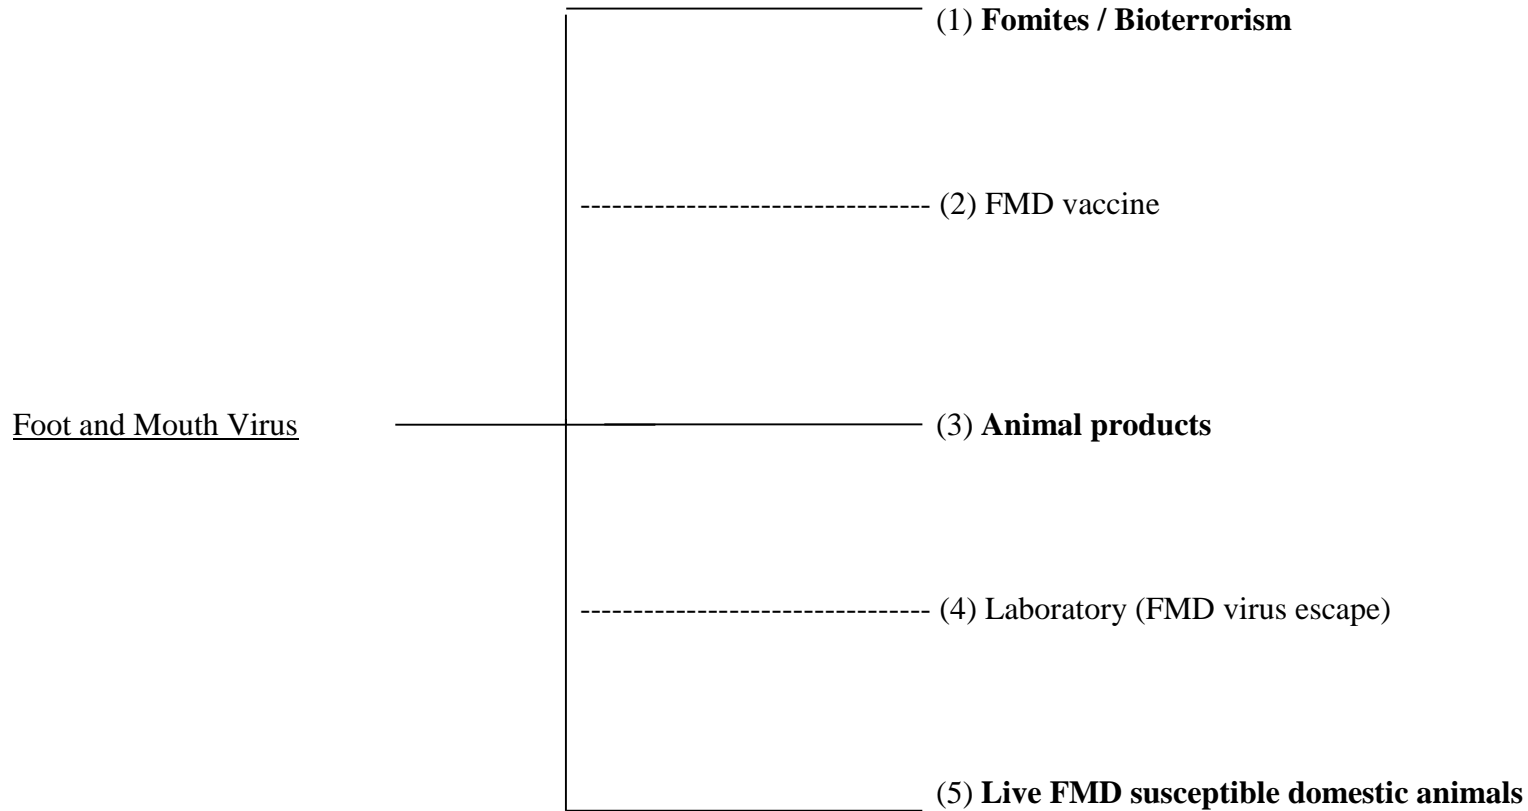 (1) Fomites / Bioterrorism
(2) FMD vaccine
Foot and Mouth Virus
(3) Animal products
(4) Laboratory (FMD virus escape)
(5) Live FMD susceptible domestic animals